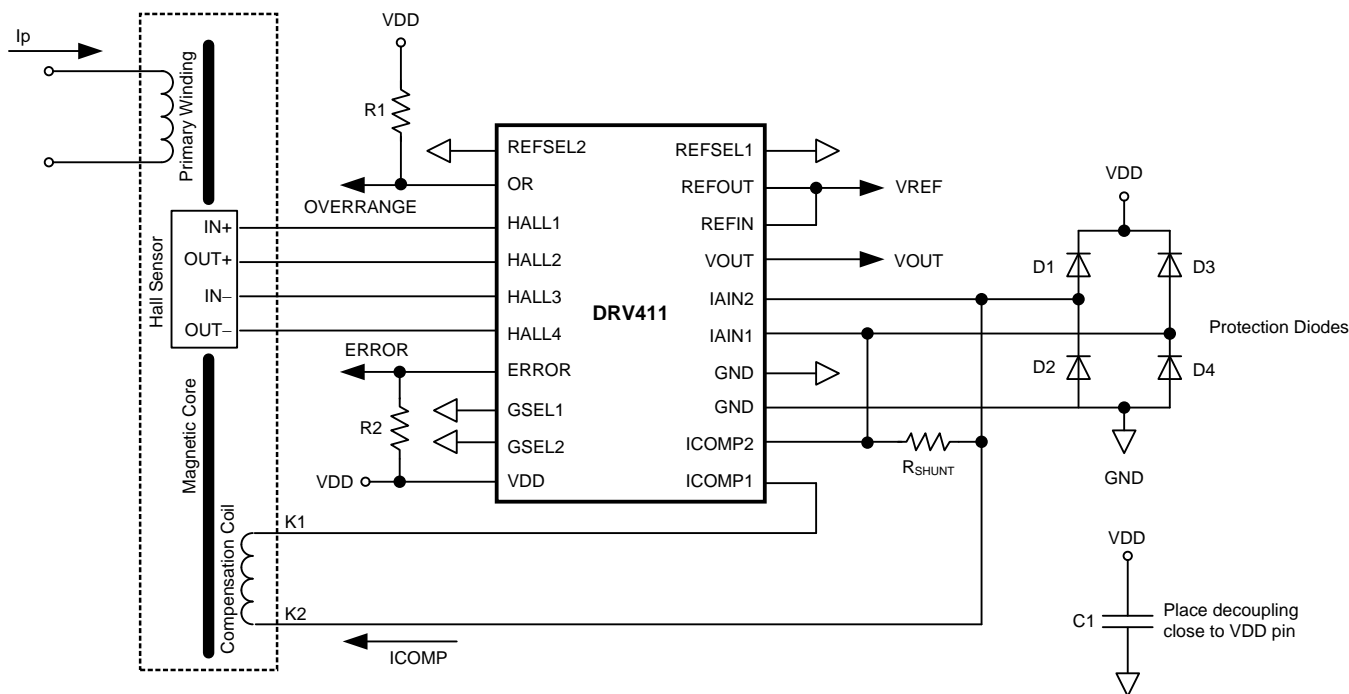 Ip
Primary Winding
VDD
R1
OVERRANGE
Hall Sensor
IN+
OUT+
IN−
OUT−
ERROR
R2
VDD
Magnetic Core
Compensation Coil
K1
K2
ICOMP
REFSEL2
OR
HALL1
HALL2
HALL3
HALL4
ERROR
GSEL1
GSEL2
VDD
DRV411
REFSEL1
REFOUT
REFIN
VOUT
IAIN2
IAIN1
GND
GND
ICOMP2
ICOMP1
VREF
VOUT
RSHUNT
VDD
D1
D3
D2
D4
Protection Diodes
GND
VDD
C1
Place decoupling
close to VDD pin